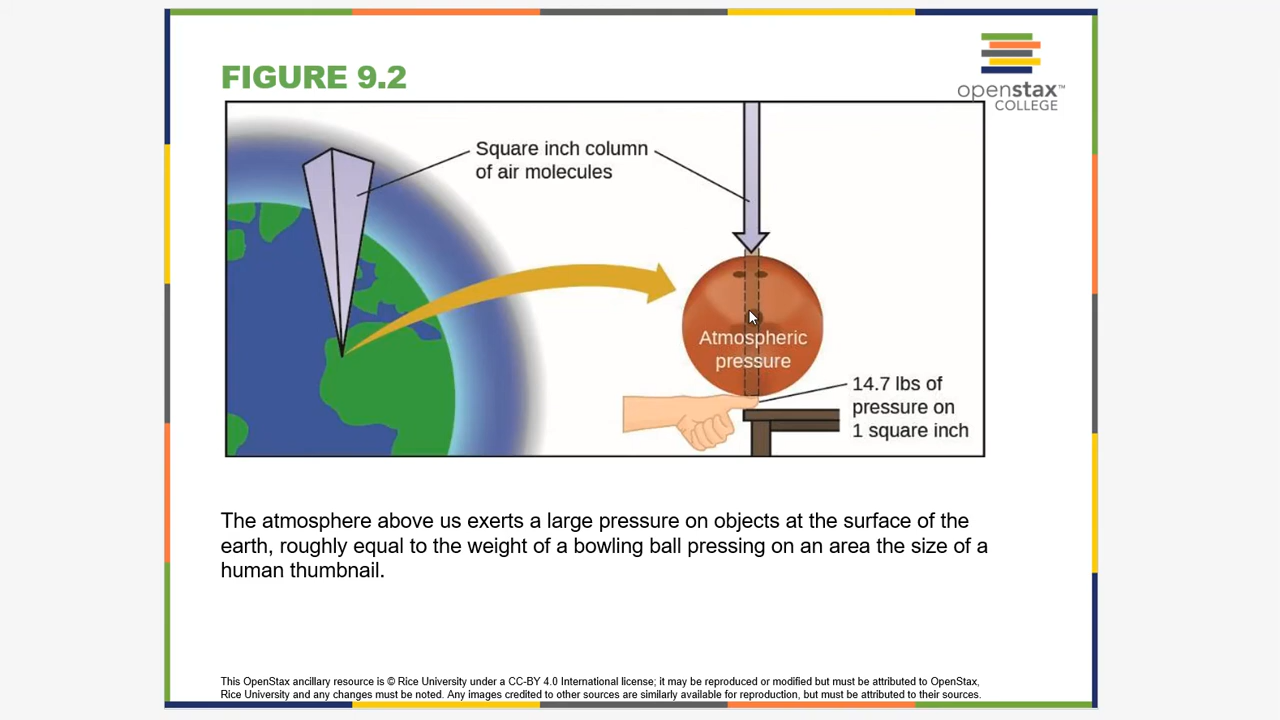 FIGURE 9.2
openstax™
COLLEGE
Square inch column
of air molecules
Atmospheric
pressure
14.7 lbs of
pressure on
1 square inch
The atmosphere above us exerts a large pressure on objects at the surface of the
earth, roughly equal to the weight of a bowling ball pressing on an area the size of a
human thumbnail.
This OpenStax ancillary resource is © Rice University under a CC-BY 4.0 International license; it may be reproduced or modified but must be attributed to OpenStax,
Rice University and any changes must be noted. Any images credited to other sources are similarly available for reproduction, but must be attributed to their sources.